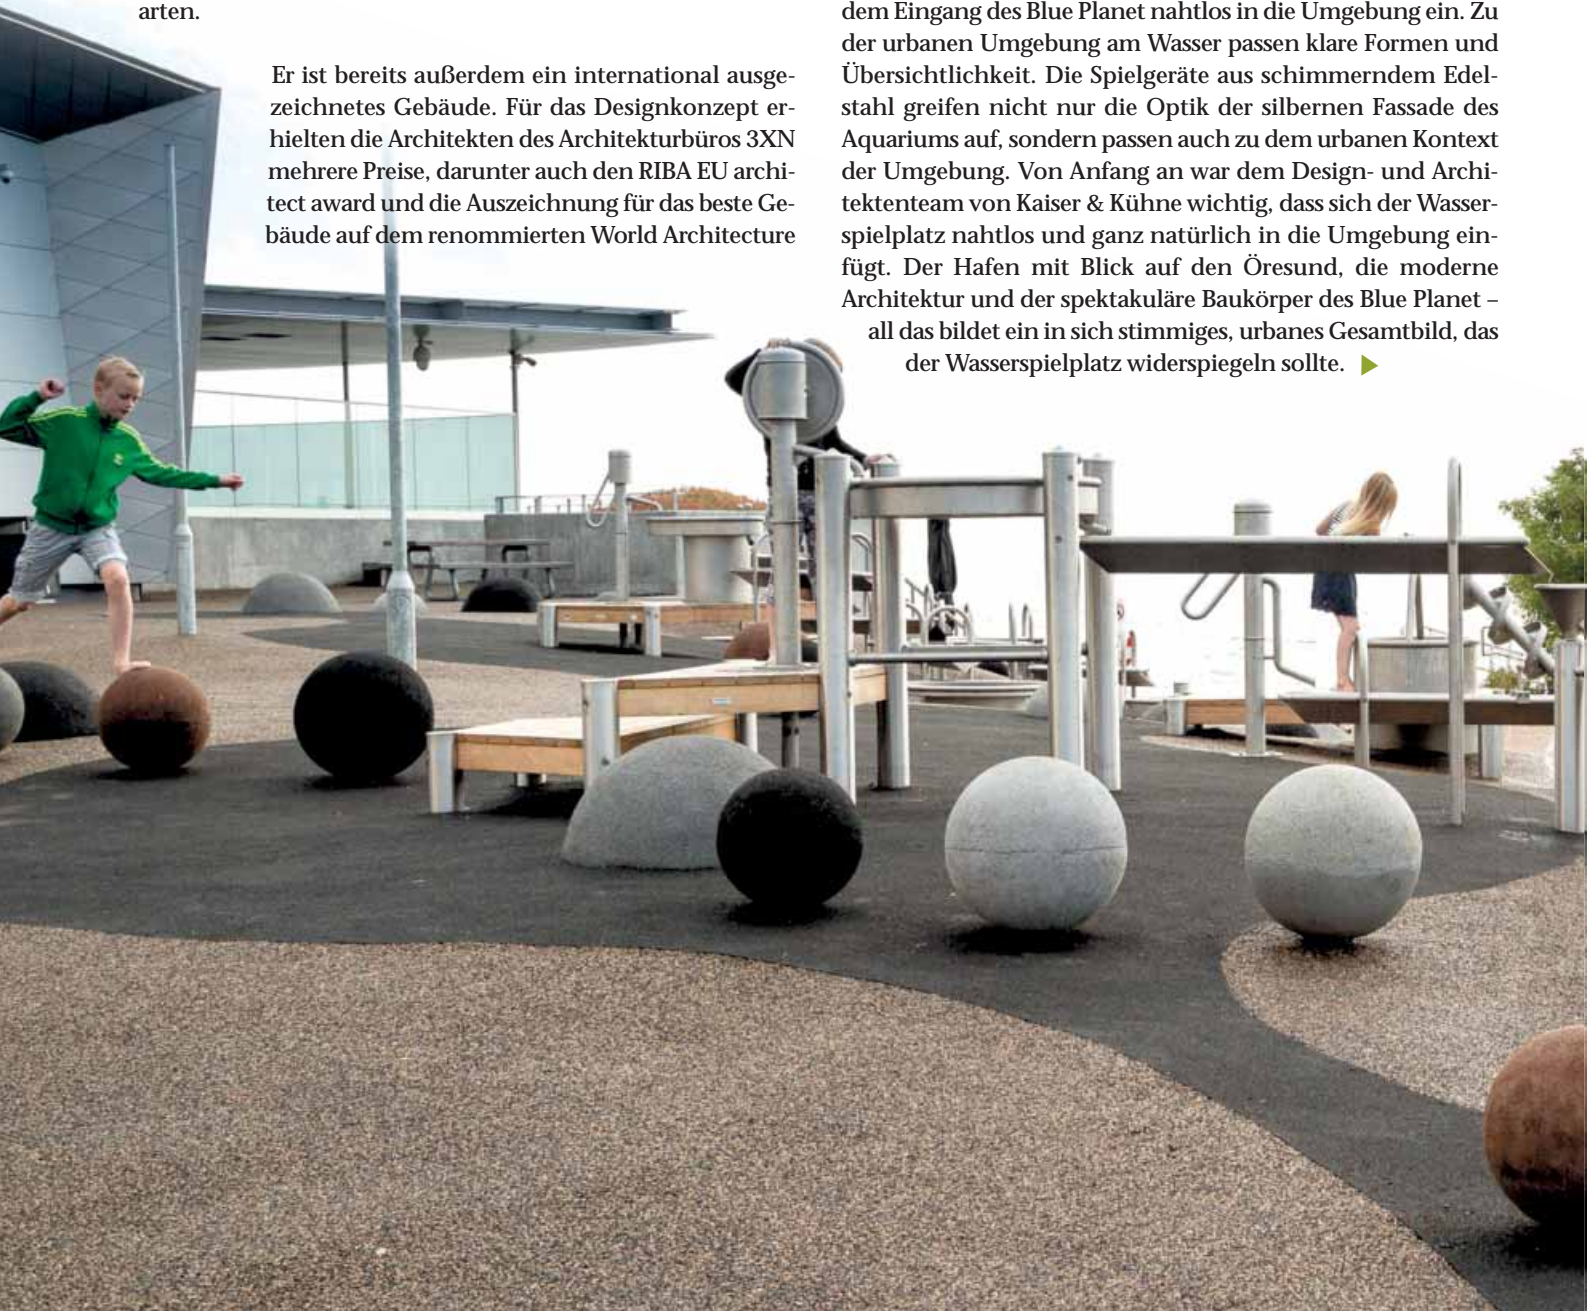 arten.
Er ist bereits außerdem ein international ausge-
zeichnetes Gebäude. Für das Designkonzept er-
hielten die Architekten des Architekturbüros 3XN
mehrere Preise, darunter auch den RIBA EU archi-
tect award und die Auszeichnung für das beste Ge-
bäude auf dem renommierten World Architecture
dem Eingang des Blue Planet nahtlos in die Umgebung ein. Zu
der urbanen Umgebung am Wasser passen klare Formen und
Übersichtlichkeit. Die Spielgeräte aus schimmerndem Edel-
stahl greifen nicht nur die Optik der silbernen Fassade des
Aquariums auf, sondern passen auch zu dem urbanen Kontext
der Umgebung. Von Anfang an war dem Design- und Archi-
tektenteam von Kaiser & Kühne wichtig, dass sich der Wasser-
spielplatz nahtlos und ganz natürlich in die Umgebung ein-
fügt. Der Hafen mit Blick auf den Öresund, die moderne
Architektur und der spektakuläre Baukörper des Blue Planet –
all das bildet ein in sich stimmiges, urbanes Gesamtbild, das
der Wasserspielplatz widerspiegeln sollte.